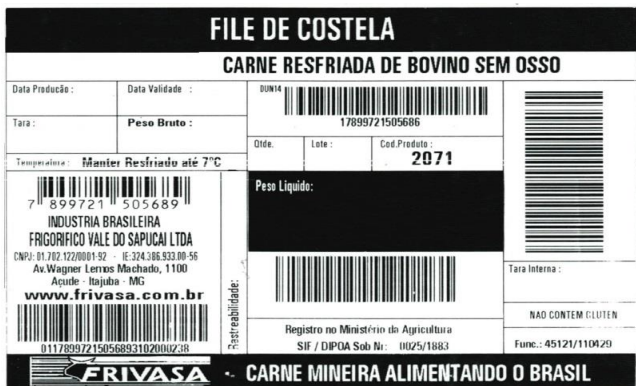 FILE DE COSTELA
CARNE RESFRIADA DE BOVINO SEM OSSO
Data Producão :
Data Validade :
Tara :
Peso Bruto :
Temperatura : Manter Resfriado até 7°C
7 899721 505689
INDUSTRIA BRASILEIRA
FRIGORIFICO VALE DO SAPUCAI LTDA
CNPJ: 01.702.122/0001-92 - IE:324.386.933.00-56
Av.Wagner Lemos Machado, 1100
Açude - Itajuba - MG
www.frivasa.com.br
01178997215056893102000238
Rastreabilidade:
DUN14
17899721505686
Qtde.
Lote :
Cod.Produto :
2071
Peso Líquido:
Registro no Ministério da Agricultura
SIF / DIPOA Sob Nr: 0025/1883
Tara Interna :
NAO CONTEM GLUTEN
Func.: 45121/110429
FRIVASA - CARNE MINEIRA ALIMENTANDO O BRASIL